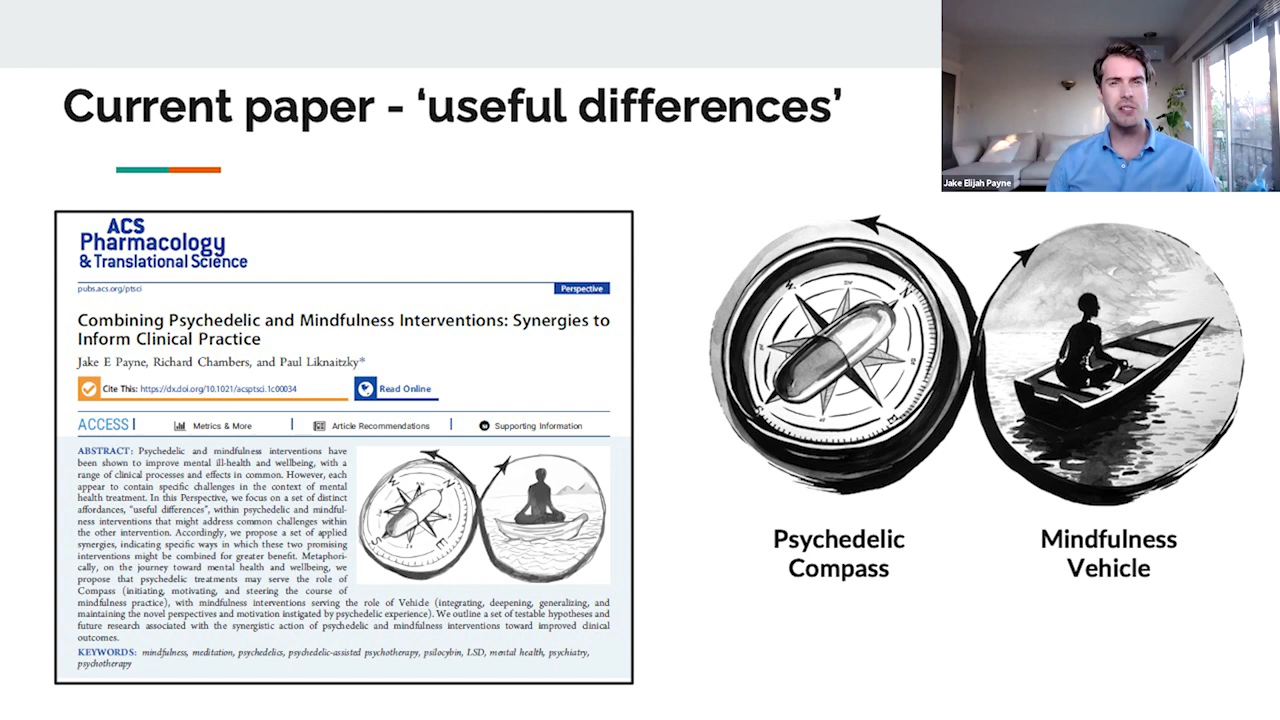 Current paper - ‘useful differences’
Jake Elijah Payne
ACS
Pharmacology
& Translational Science
pubs.acs.org/ptsci
Perspective
Combining Psychedelic and Mindfulness Interventions: Synergies to
Inform Clinical Practice
Jake E Payne, Richard Chambers, and Paul Liknaitzky*
Cite This: https://dx.doi.org/10.1021/acsptsci.1c00034
Read Online
ACCESS
Metrics & More
Article Recommendations
Supporting Information
ABSTRACT: Psychedelic and mindfulness interventions have
been shown to improve mental ill-health and wellbeing, with a
range of clinical processes and effects in common. However, each
appear to contain specific challenges in the context of mental
health treatment. In this Perspective, we focus on a set of distinct
affordances, “useful differences”, within psychedelic and mindful-
ness interventions that might address common challenges within
the other intervention. Accordingly, we propose a set of applied
synergies, indicating specific ways in which these two promising
interventions might be combined for greater benefit. Metaphori-
cally, on the journey toward mental health and wellbeing, we
propose that psychedelic treatments may serve the role of
Compass (initiating, motivating, and steering the course of
mindfulness practice), with mindfulness interventions serving the role of Vehicle (integrating, deepening, generalizing, and
maintaining the novel perspectives and motivation instigated by psychedelic experience). We outline a set of testable hypotheses and
future research associated with the synergistic action of psychedelic and mindfulness interventions toward improved clinical
outcomes.
KEYWORDS: mindfulness, meditation, psychedelics, psychedelic-assisted psychotherapy, psilocybin, LSD, mental health, psychiatry,
psychotherapy
Psychedelic
Compass
Mindfulness
Vehicle